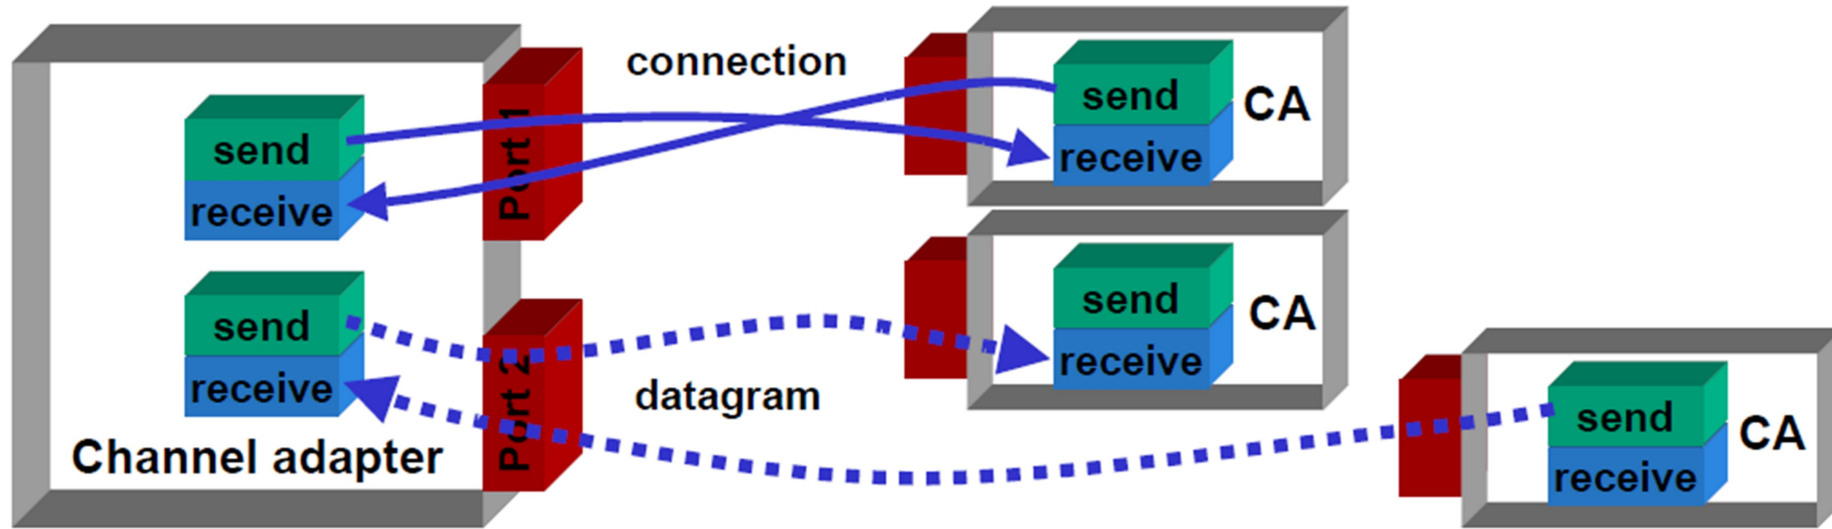 connection
send
receive
Port 1
send
receive
CA
send
receive
Port 2
datagram
send
receive
CA
Channel adapter
send
receive
CA